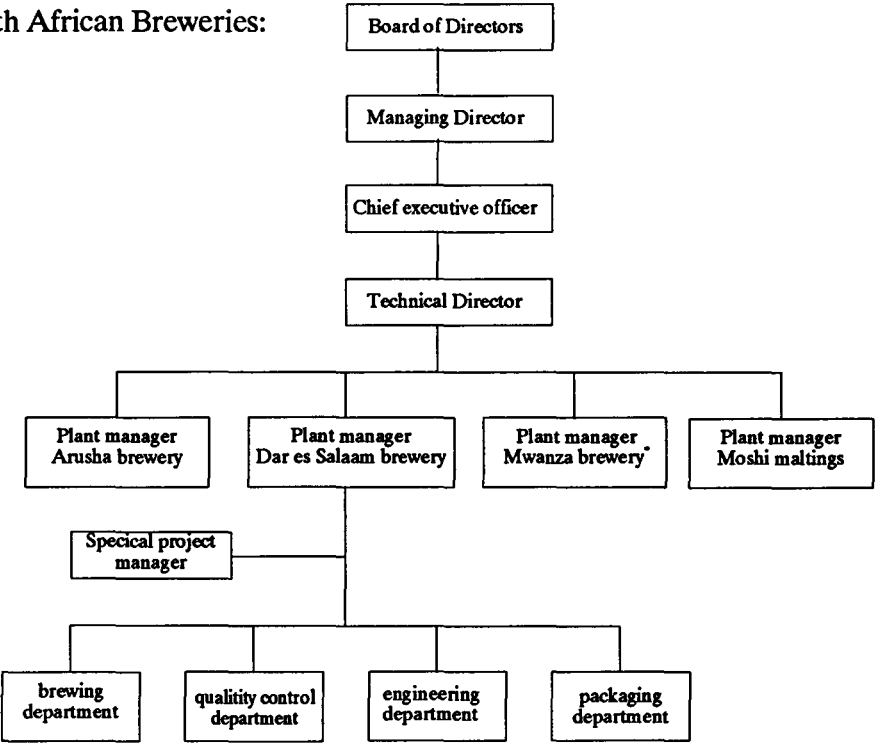 th African Breweries:
Board of Directors
Managing Director
Chief executive officer
Technical Director
Plant manager
Arusha brewery
Plant manager
Dar es Salaam brewery
Plant manager
Mwanza brewery*
Plant manager
Moshi maltings
Specical project
manager
brewing
department
qualitity control
department
engineering
department
packaging
department